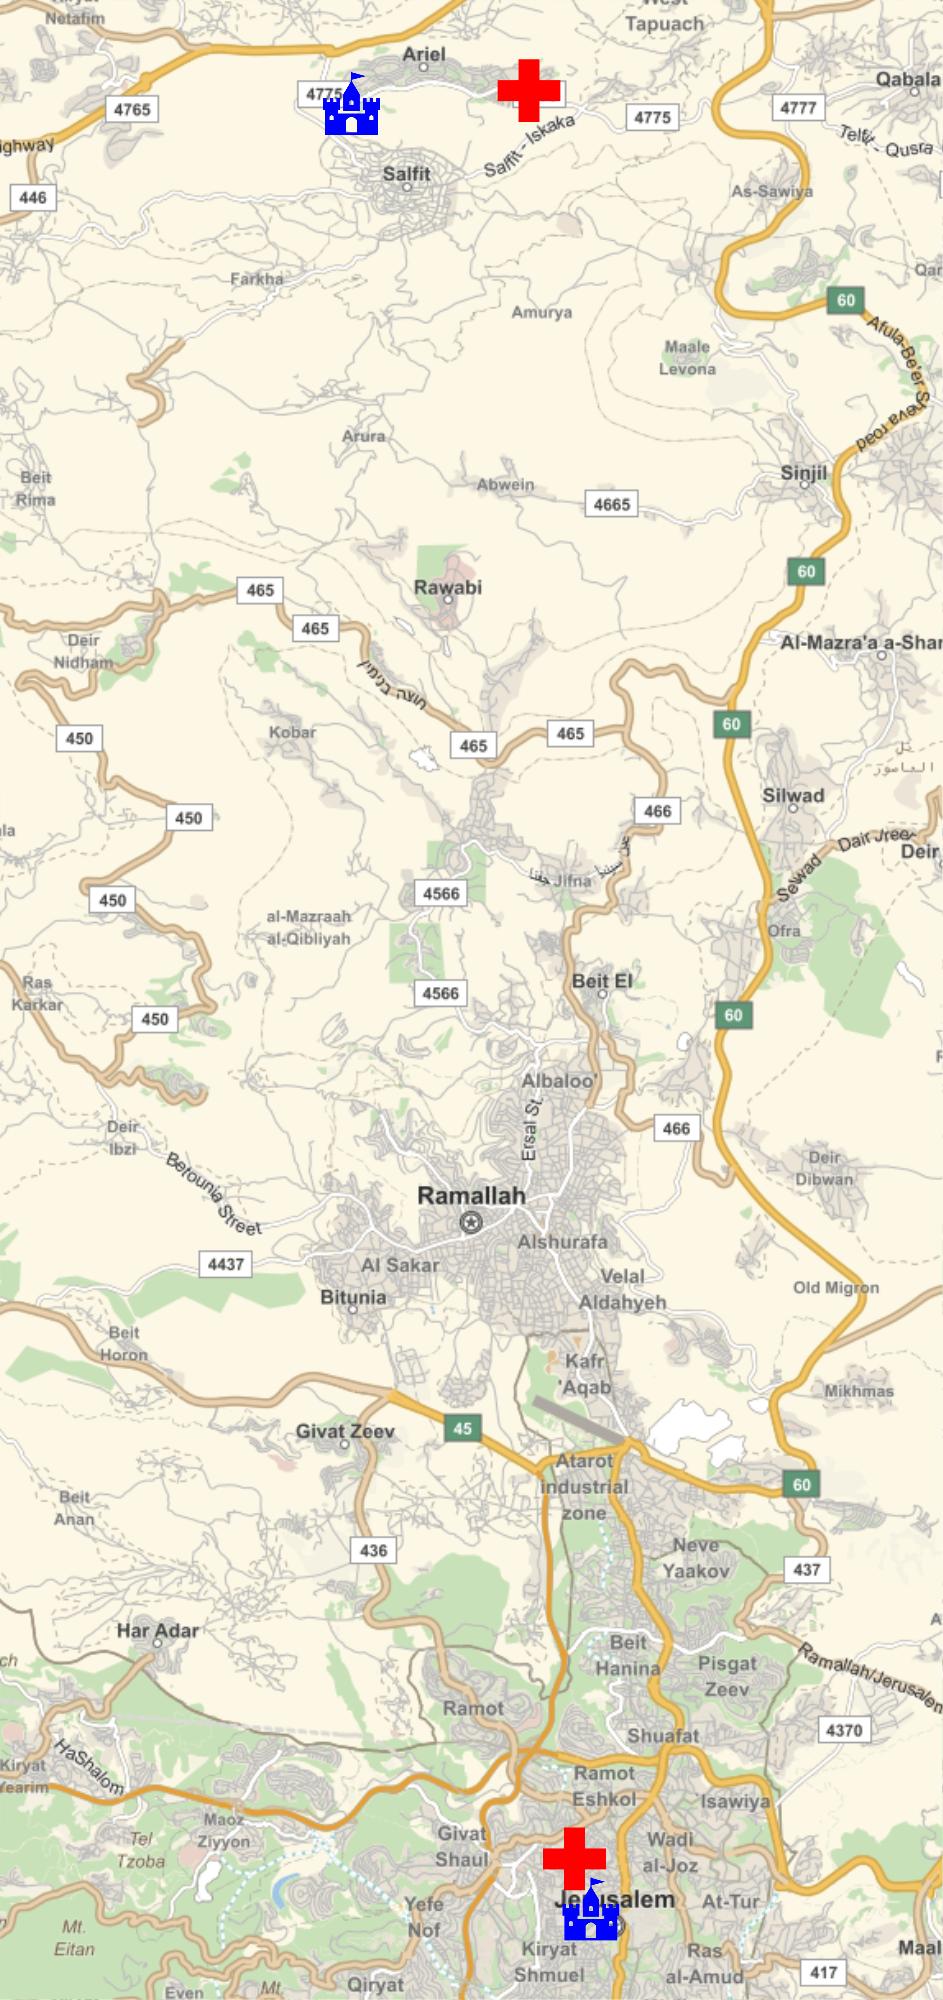 Netafim
West
Tapuach
Ariel
Qabala
4775
4765
4775
4777
ighway
Salfit - Iskaka
Telfit - Qusra
Salfit
446
As-Sawiya
Farkha
Qar
60
Amurya
Afula-Be'er Sheva road
Maale
Levona
Arura
Sinjil
Beit
Rima
Abwein
4665
60
465
Rawabi
465
Deir
Nidham
Al-Mazra'a a-Shar
חוצה בנימין
60
450
Kobar
465
465
Silwad
450
466
la
Selwad
Dair Jree
Deir
4566
Jifna
450
al-Mazraah
al-Qibliyah
Ofra
Ras
Karkar
Beit El
4566
450
60
Albaloo'
Ersal St.
Deir
Ibzi
466
Betounia Street
Deir
Dibwan
Ramallah
Alshurafa
4437
Al Sakar
Velal
Aldahyeh
Old Migron
Bitunia
Beit
Horon
Kafr
'Aqab
Mikhmas
Givat Zeev
45
Atarot
industrial
zone
60
Beit
Anan
436
Neve
Yaakov
437
Har Adar
Beit
Hanina
Pisgat
Zeev
Ramallah/Jerusalem
ch
Ramot
4370
Shuafat
HaShalom
Kiryat
Yearim
Ramot
Eshkol
Isawiya
Maoz
Ziyyon
Tel
Tzoba
Givat
Shaul
Wadi
al-Joz
Jerusalem
At-Tur
Yefe
Nof
Mt.
Eitan
Kiryat
Shmuel
Ras
al-Amud
Maal
417
Even
Mt.
Qiryat